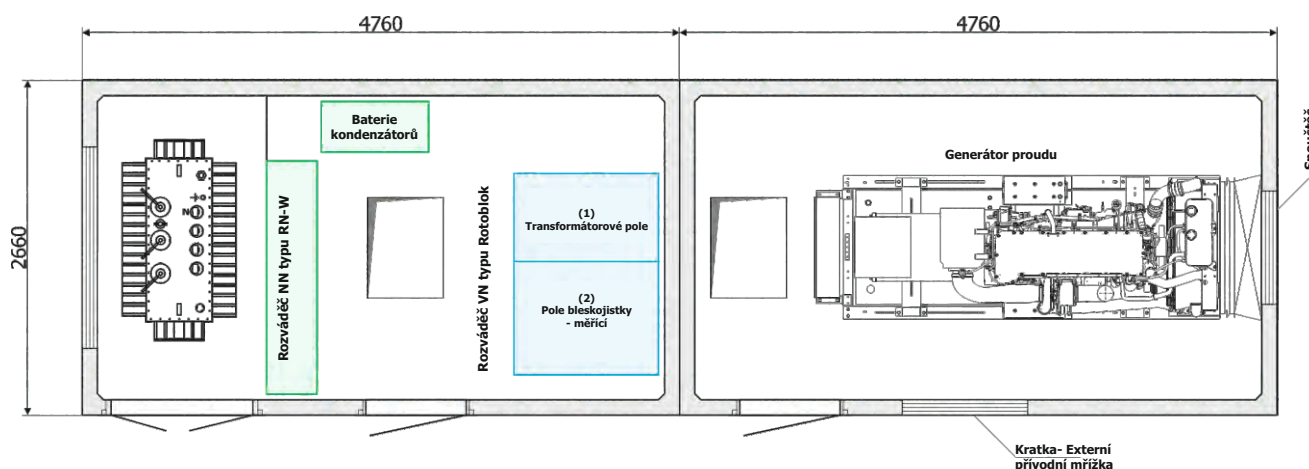 4760
4760
2660
Baterie
kondenzátorů
Generátor proudu
Rozváděč NN typu RN-W
Rozváděč VN typu Rotoblok
(1)
Transformátorové pole
(2)
Pole bleskojistky
- měřící
N
Kratka- Externí
přívodní mřížka